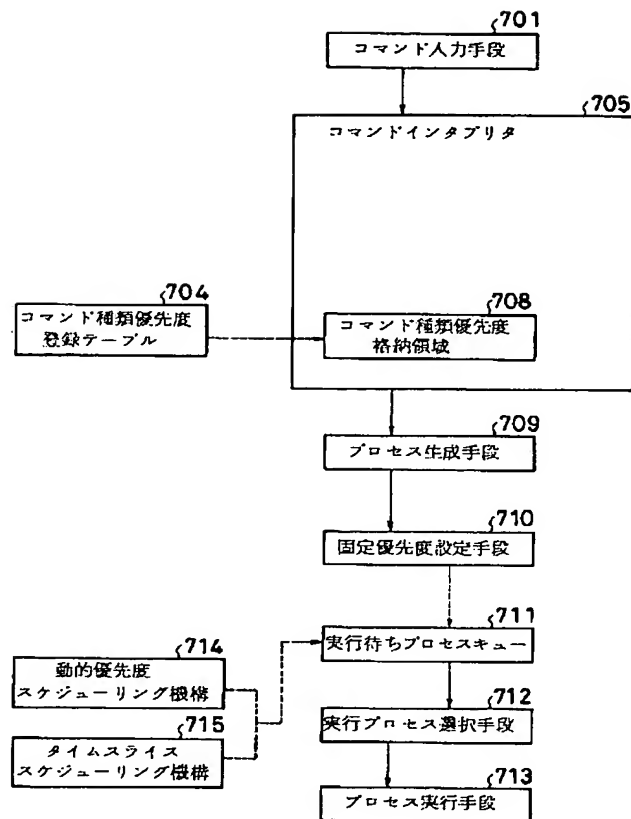 701
コマンド入力手段
705
コマンドインタプリタ
704
コマンド種類優先度
登録テーブル
708
コマンド種類優先度
格納領域
709
プロセス生成手段
710
固定優先度設定手段
711
実行待ちプロセスキュー
714
動的優先度
スケジューリング機構
712
実行プロセス選択手段
715
タイムスライス
スケジューリング機構
713
プロセス実行手段